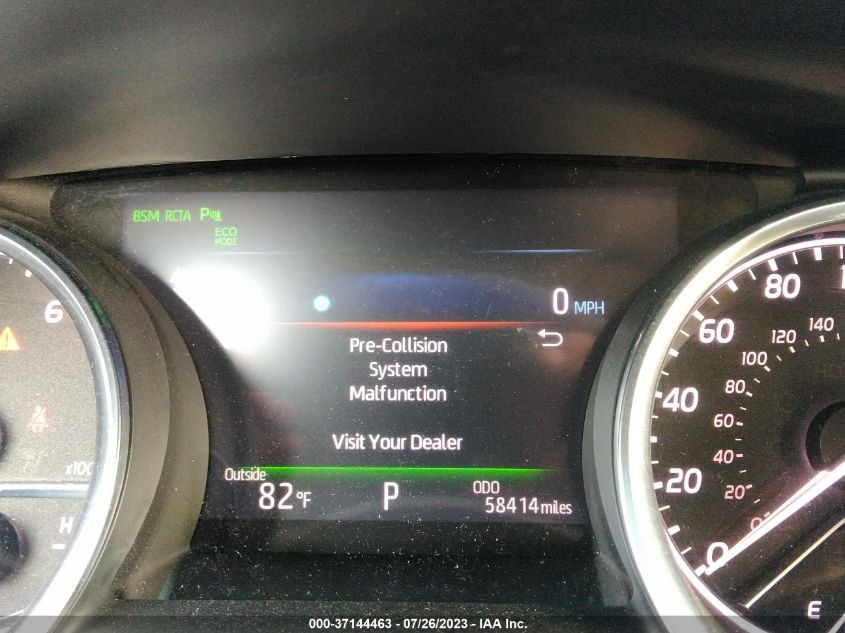 BSM RCTA P
ECO
MODE
0 MPH
Pre-Collision
System
Malfunction
Visit Your Dealer
Outside
82°F
P
ODO
58414 miles
6
x100
H
80
60
40
20
0
120
140
100
80
60
40
20
0
E
000-37144463 - 07/26/2023 - IAA Inc.